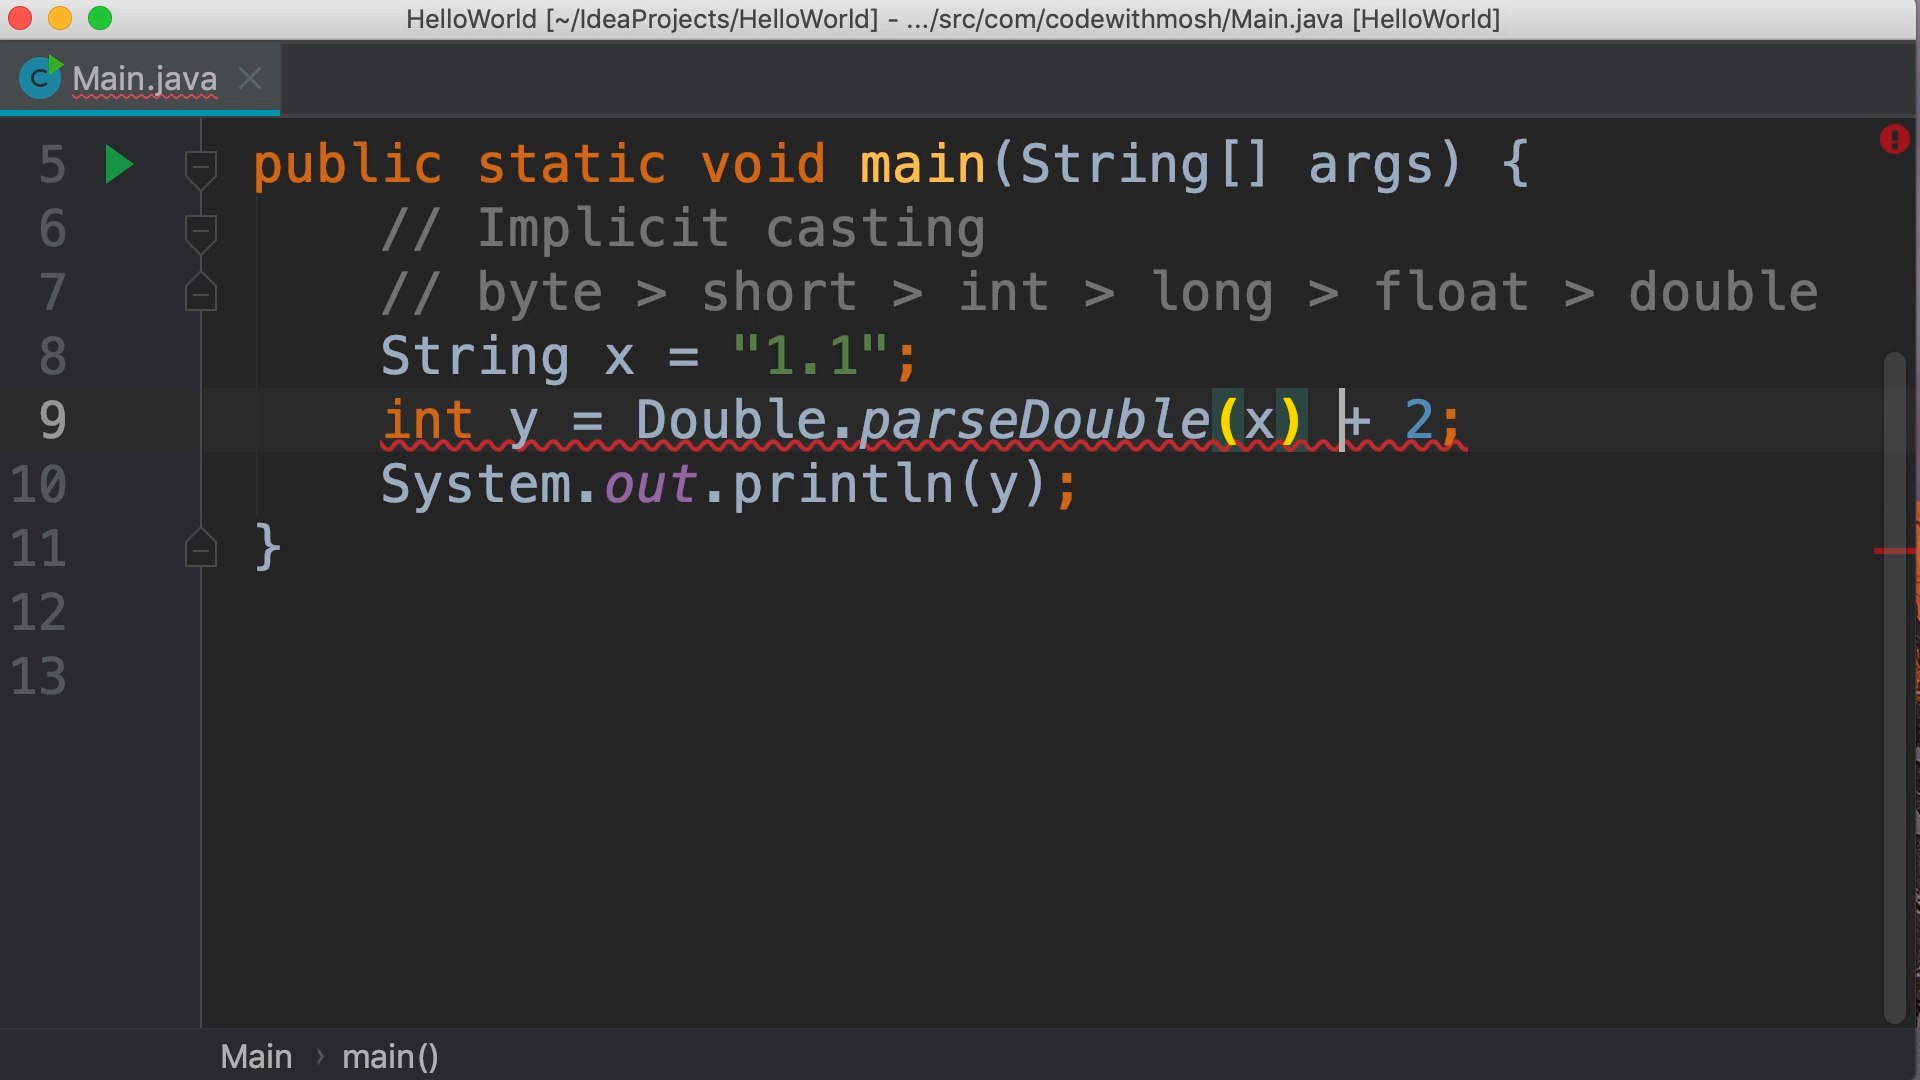 HelloWorld [~/IdeaProjects/HelloWorld] - .../src/com/codewithmosh/Main.java [HelloWorld]
Main.java
5 public static void main(String[] args) {
6 // Implicit casting
7 // byte > short > int > long > float > double
8 String x = "1.1";
9 int y = Double.parseDouble(x) + 2;
10 System.out.println(y);
11 }
12
13
Main › main()